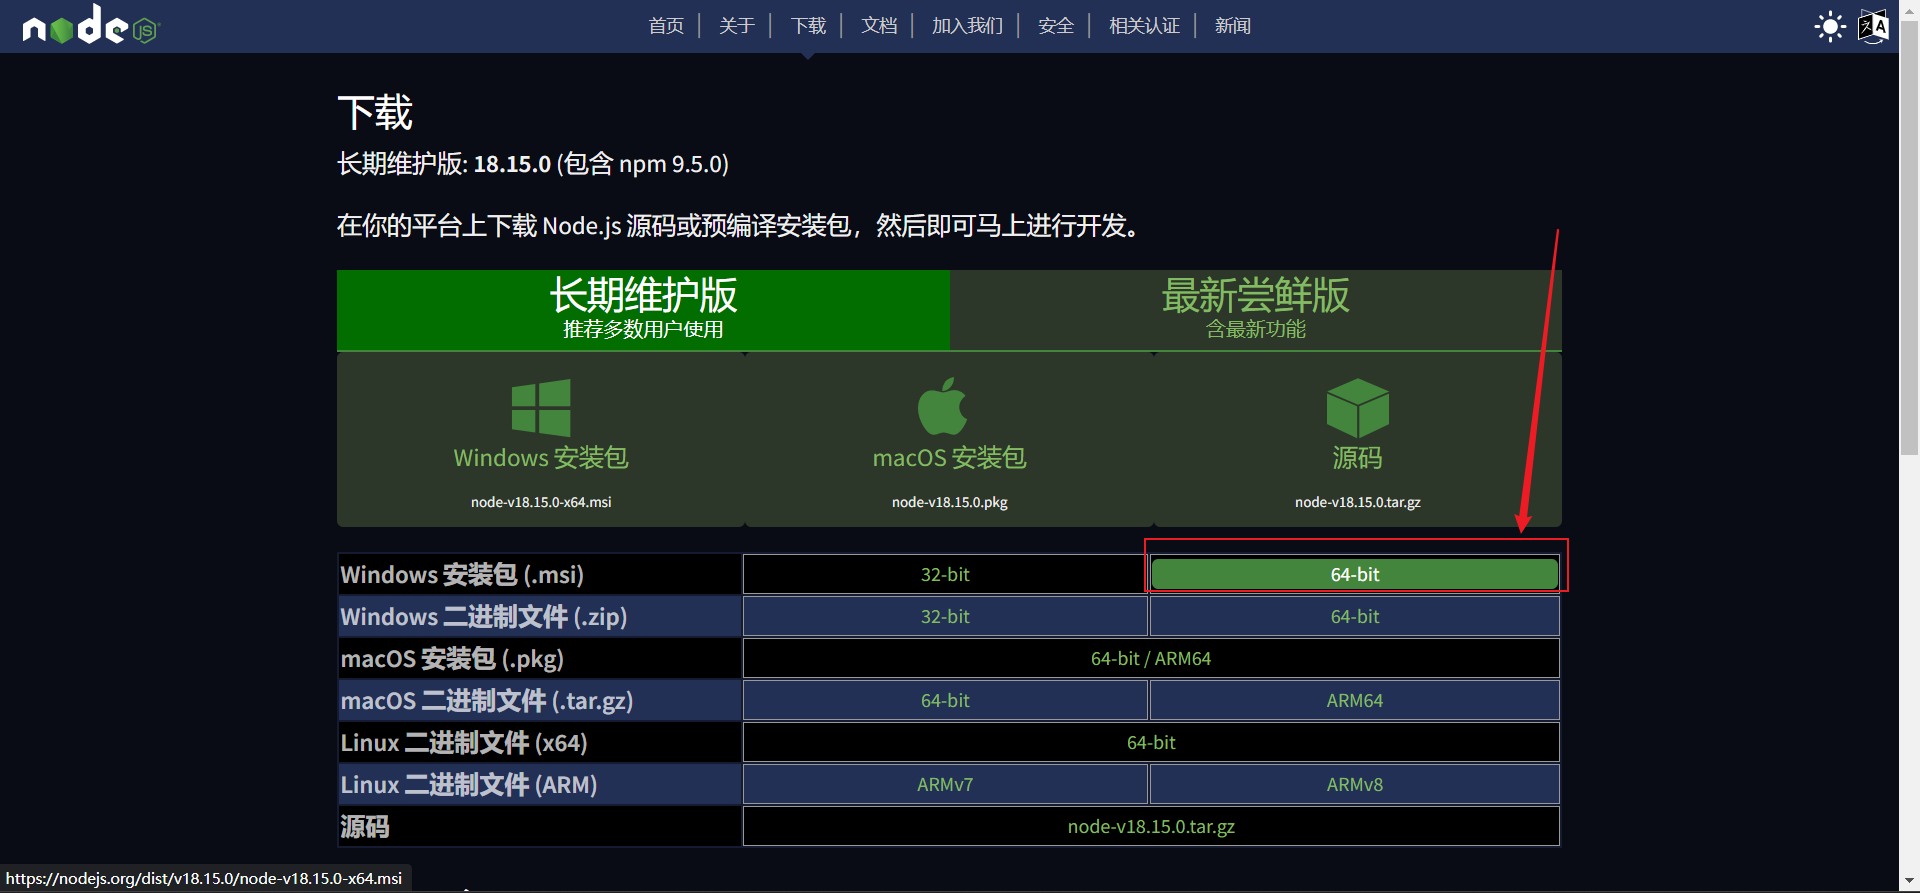 node JS
首页 | 关于 | 下载 | 文档 | 加入我们 | 安全 | 相关认证 | 新闻
下载
长期维护版: 18.15.0 (包含 npm 9.5.0)
在你的平台上下载 Node.js 源码或预编译安装包，然后即可马上进行开发。
长期维护版
推荐多数用户使用
最新尝鲜版
含最新功能
Windows 安装包
node-v18.15.0-x64.msi
macOS 安装包
node-v18.15.0.pkg
源码
node-v18.15.0.tar.gz
Windows 安装包 (.msi) 32-bit 64-bit
Windows 二进制文件 (.zip) 32-bit 64-bit
macOS 安装包 (.pkg) 64-bit / ARM64
macOS 二进制文件 (.tar.gz) 64-bit ARM64
Linux 二进制文件 (x64) 64-bit
Linux 二进制文件 (ARM) ARMv7 ARMv8
源码 node-v18.15.0.tar.gz
https://nodejs.org/dist/v18.15.0/node-v18.15.0-x64.msi